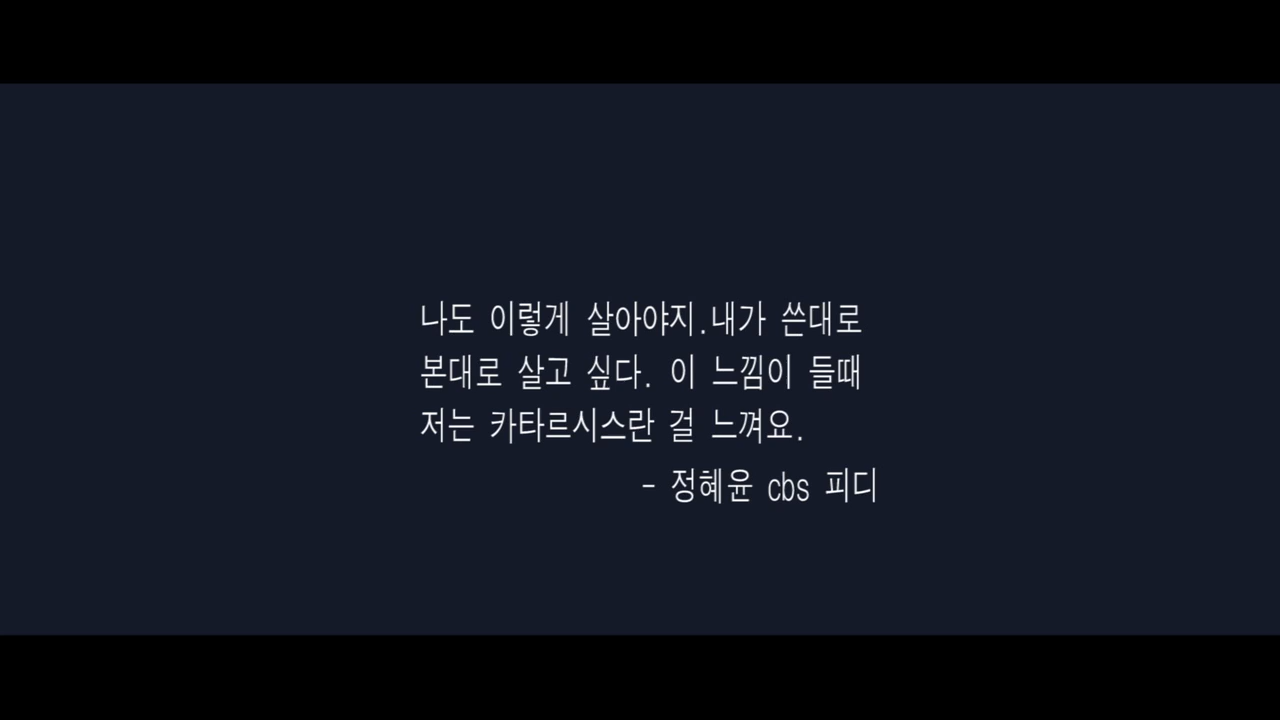 나도 이렇게 살아야지.내가 쓴대로
본대로 살고 싶다. 이 느낌이 들때
저는 카타르시스란 걸 느껴요.
- 정혜윤 cbs 피디